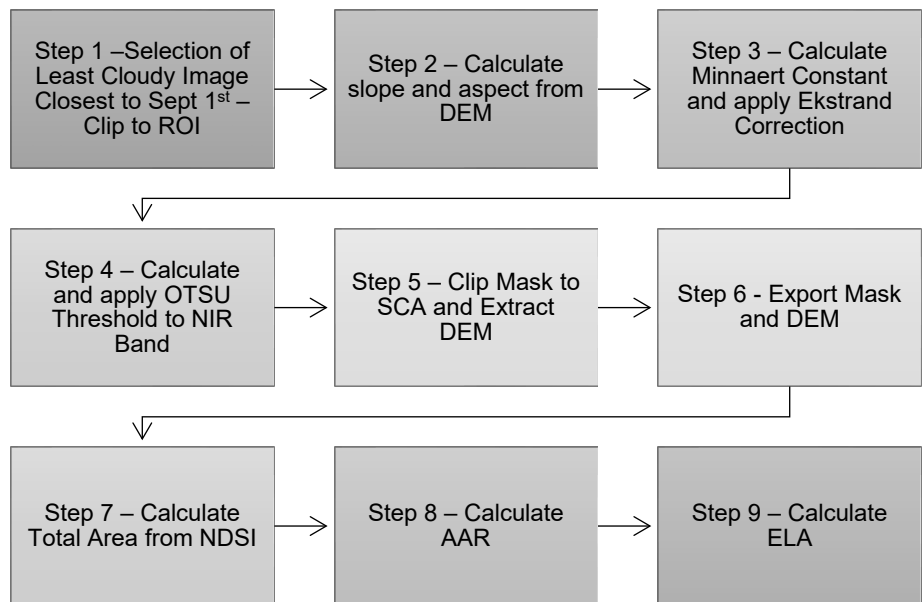 Step 1 –Selection of
Least Cloudy Image
Closest to Sept 1st –
Clip to ROI
Step 2 – Calculate
slope and aspect from
DEM
Step 3 – Calculate
Minnaert Constant
and apply Ekstrand
Correction
Step 4 – Calculate
and apply OTSU
Threshold to NIR
Band
Step 5 – Clip Mask to
SCA and Extract
DEM
Step 6 - Export Mask
and DEM
Step 7 – Calculate
Total Area from NDSI
Step 8 – Calculate
AAR
Step 9 – Calculate
ELA